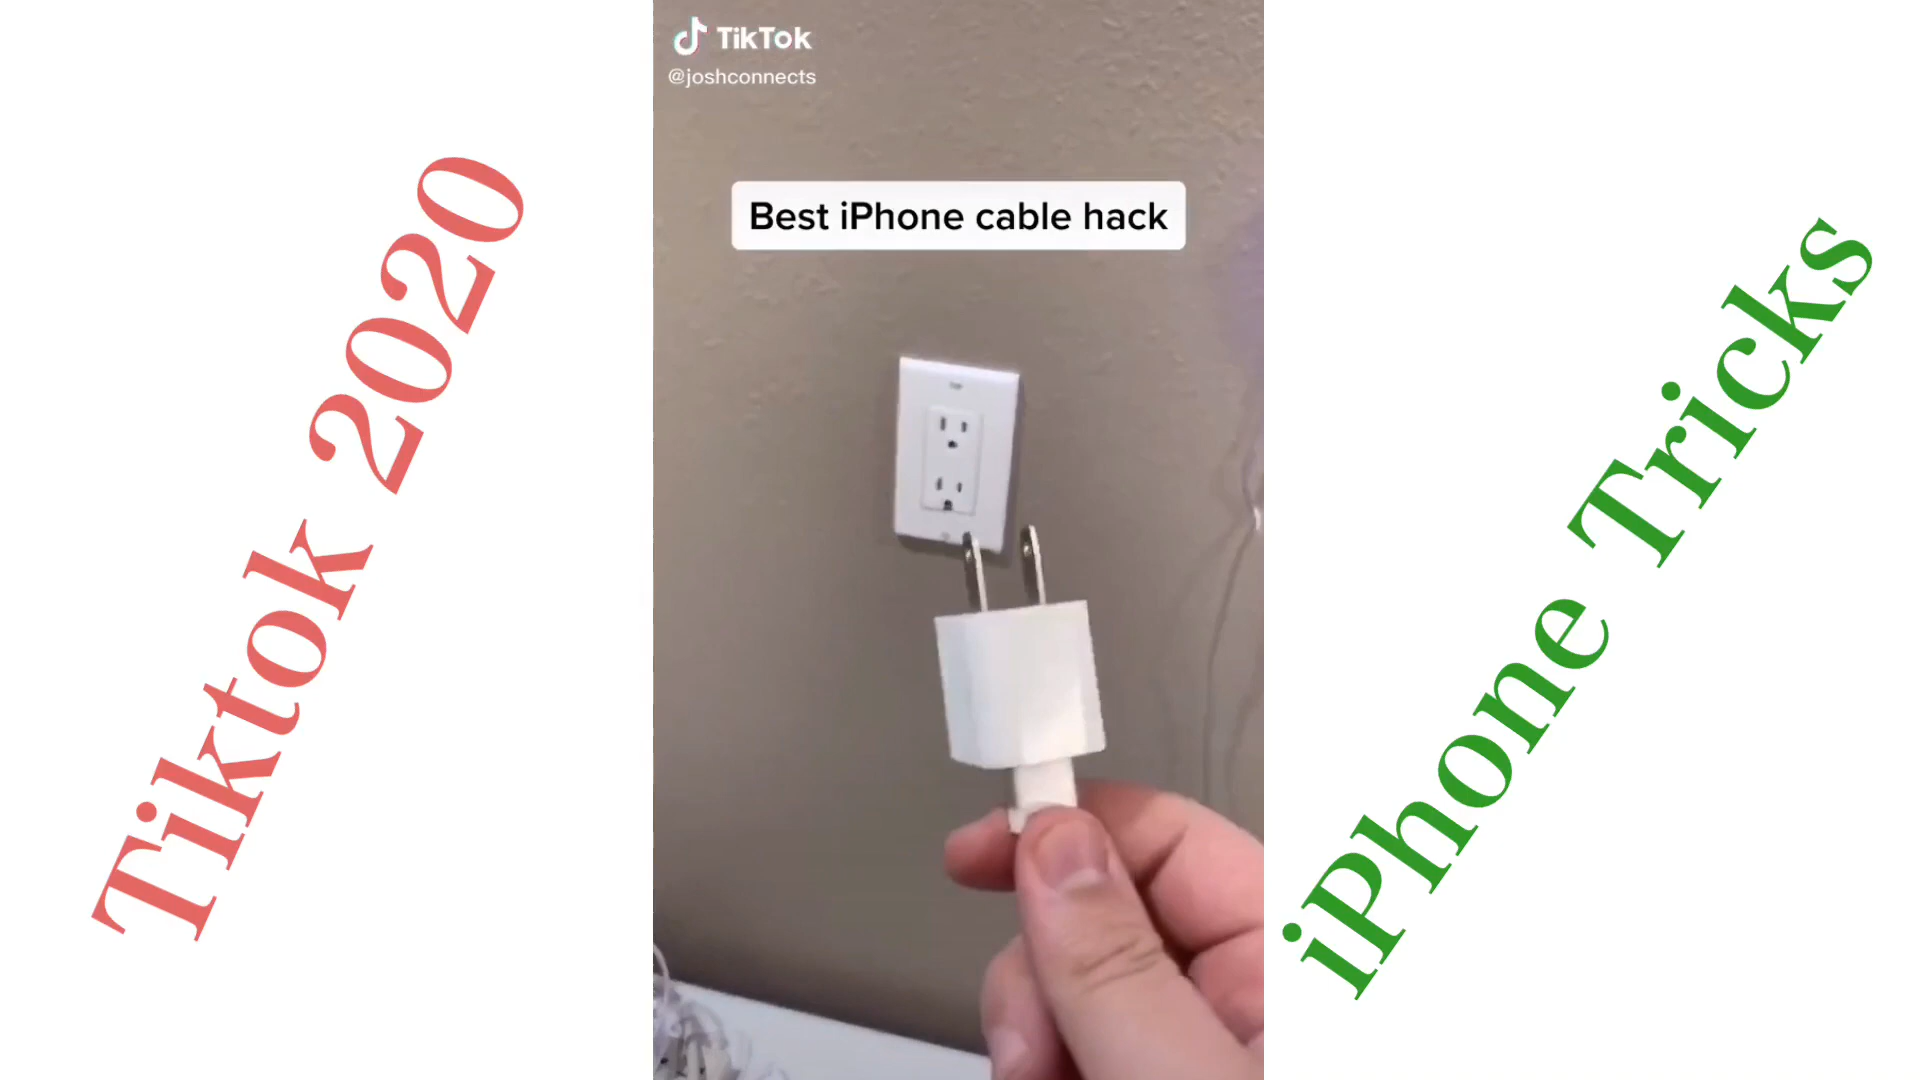 TikTok
@joshconnects
Best iPhone cable hack
Tiktok 2020
iPhone Tricks